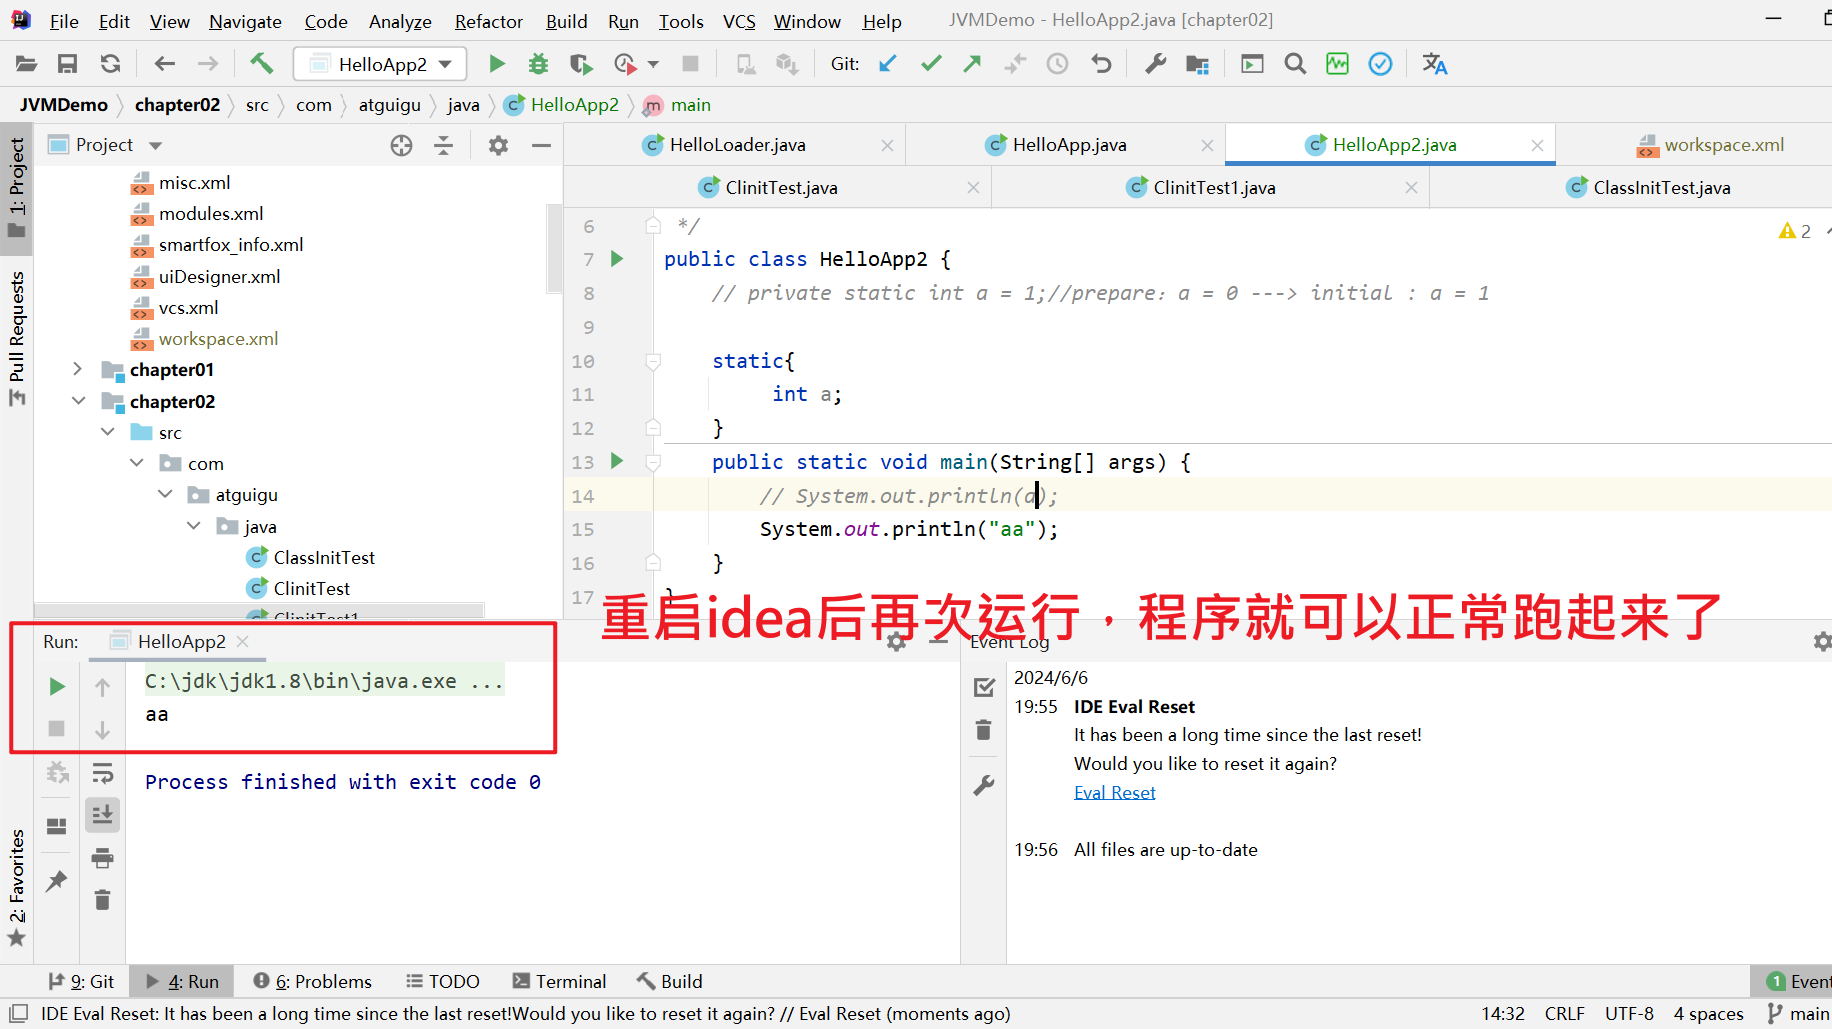 File Edit View Navigate Code Analyze Refactor Build Run Tools VCS Window Help JVMDemo - HelloApp2.java [chapter02]
HelloApp2 Git:
JVMDemo chapter02 src com atguigu java HelloApp2 main
1: Project
Pull Requests
2: Favorites
Project
misc.xml
modules.xml
smartfox_info.xml
uiDesigner.xml
vcs.xml
workspace.xml
chapter01
chapter02
src
com
atguigu
java
ClassInitTest
ClinitTest
ClinitTest1
HelloLoader.java HelloApp.java HelloApp2.java workspace.xml
ClinitTest.java ClinitTest1.java ClassInitTest.java
2
6 */
7 public class HelloApp2 {
8 // private static int a = 1;//prepare: a = 0 ---> initial : a = 1
9
10 static{
11 int a;
12 }
13 public static void main(String[] args) {
14 // System.out.println(a);
15 System.out.println("aa");
16 }
17 }
重启idea后再次运行，程序就可以正常跑起来了
Run: HelloApp2
C:\jdk\jdk1.8\bin\java.exe ...
aa
Process finished with exit code 0
Event Log
2024/6/6
19:55 IDE Eval Reset
It has been a long time since the last reset!
Would you like to reset it again?
Eval Reset
19:56 All files are up-to-date
9: Git 4: Run 6: Problems TODO Terminal Build 1 Event
IDE Eval Reset: It has been a long time since the last reset!Would you like to reset it again? // Eval Reset (moments ago) 14:32 CRLF UTF-8 4 spaces main